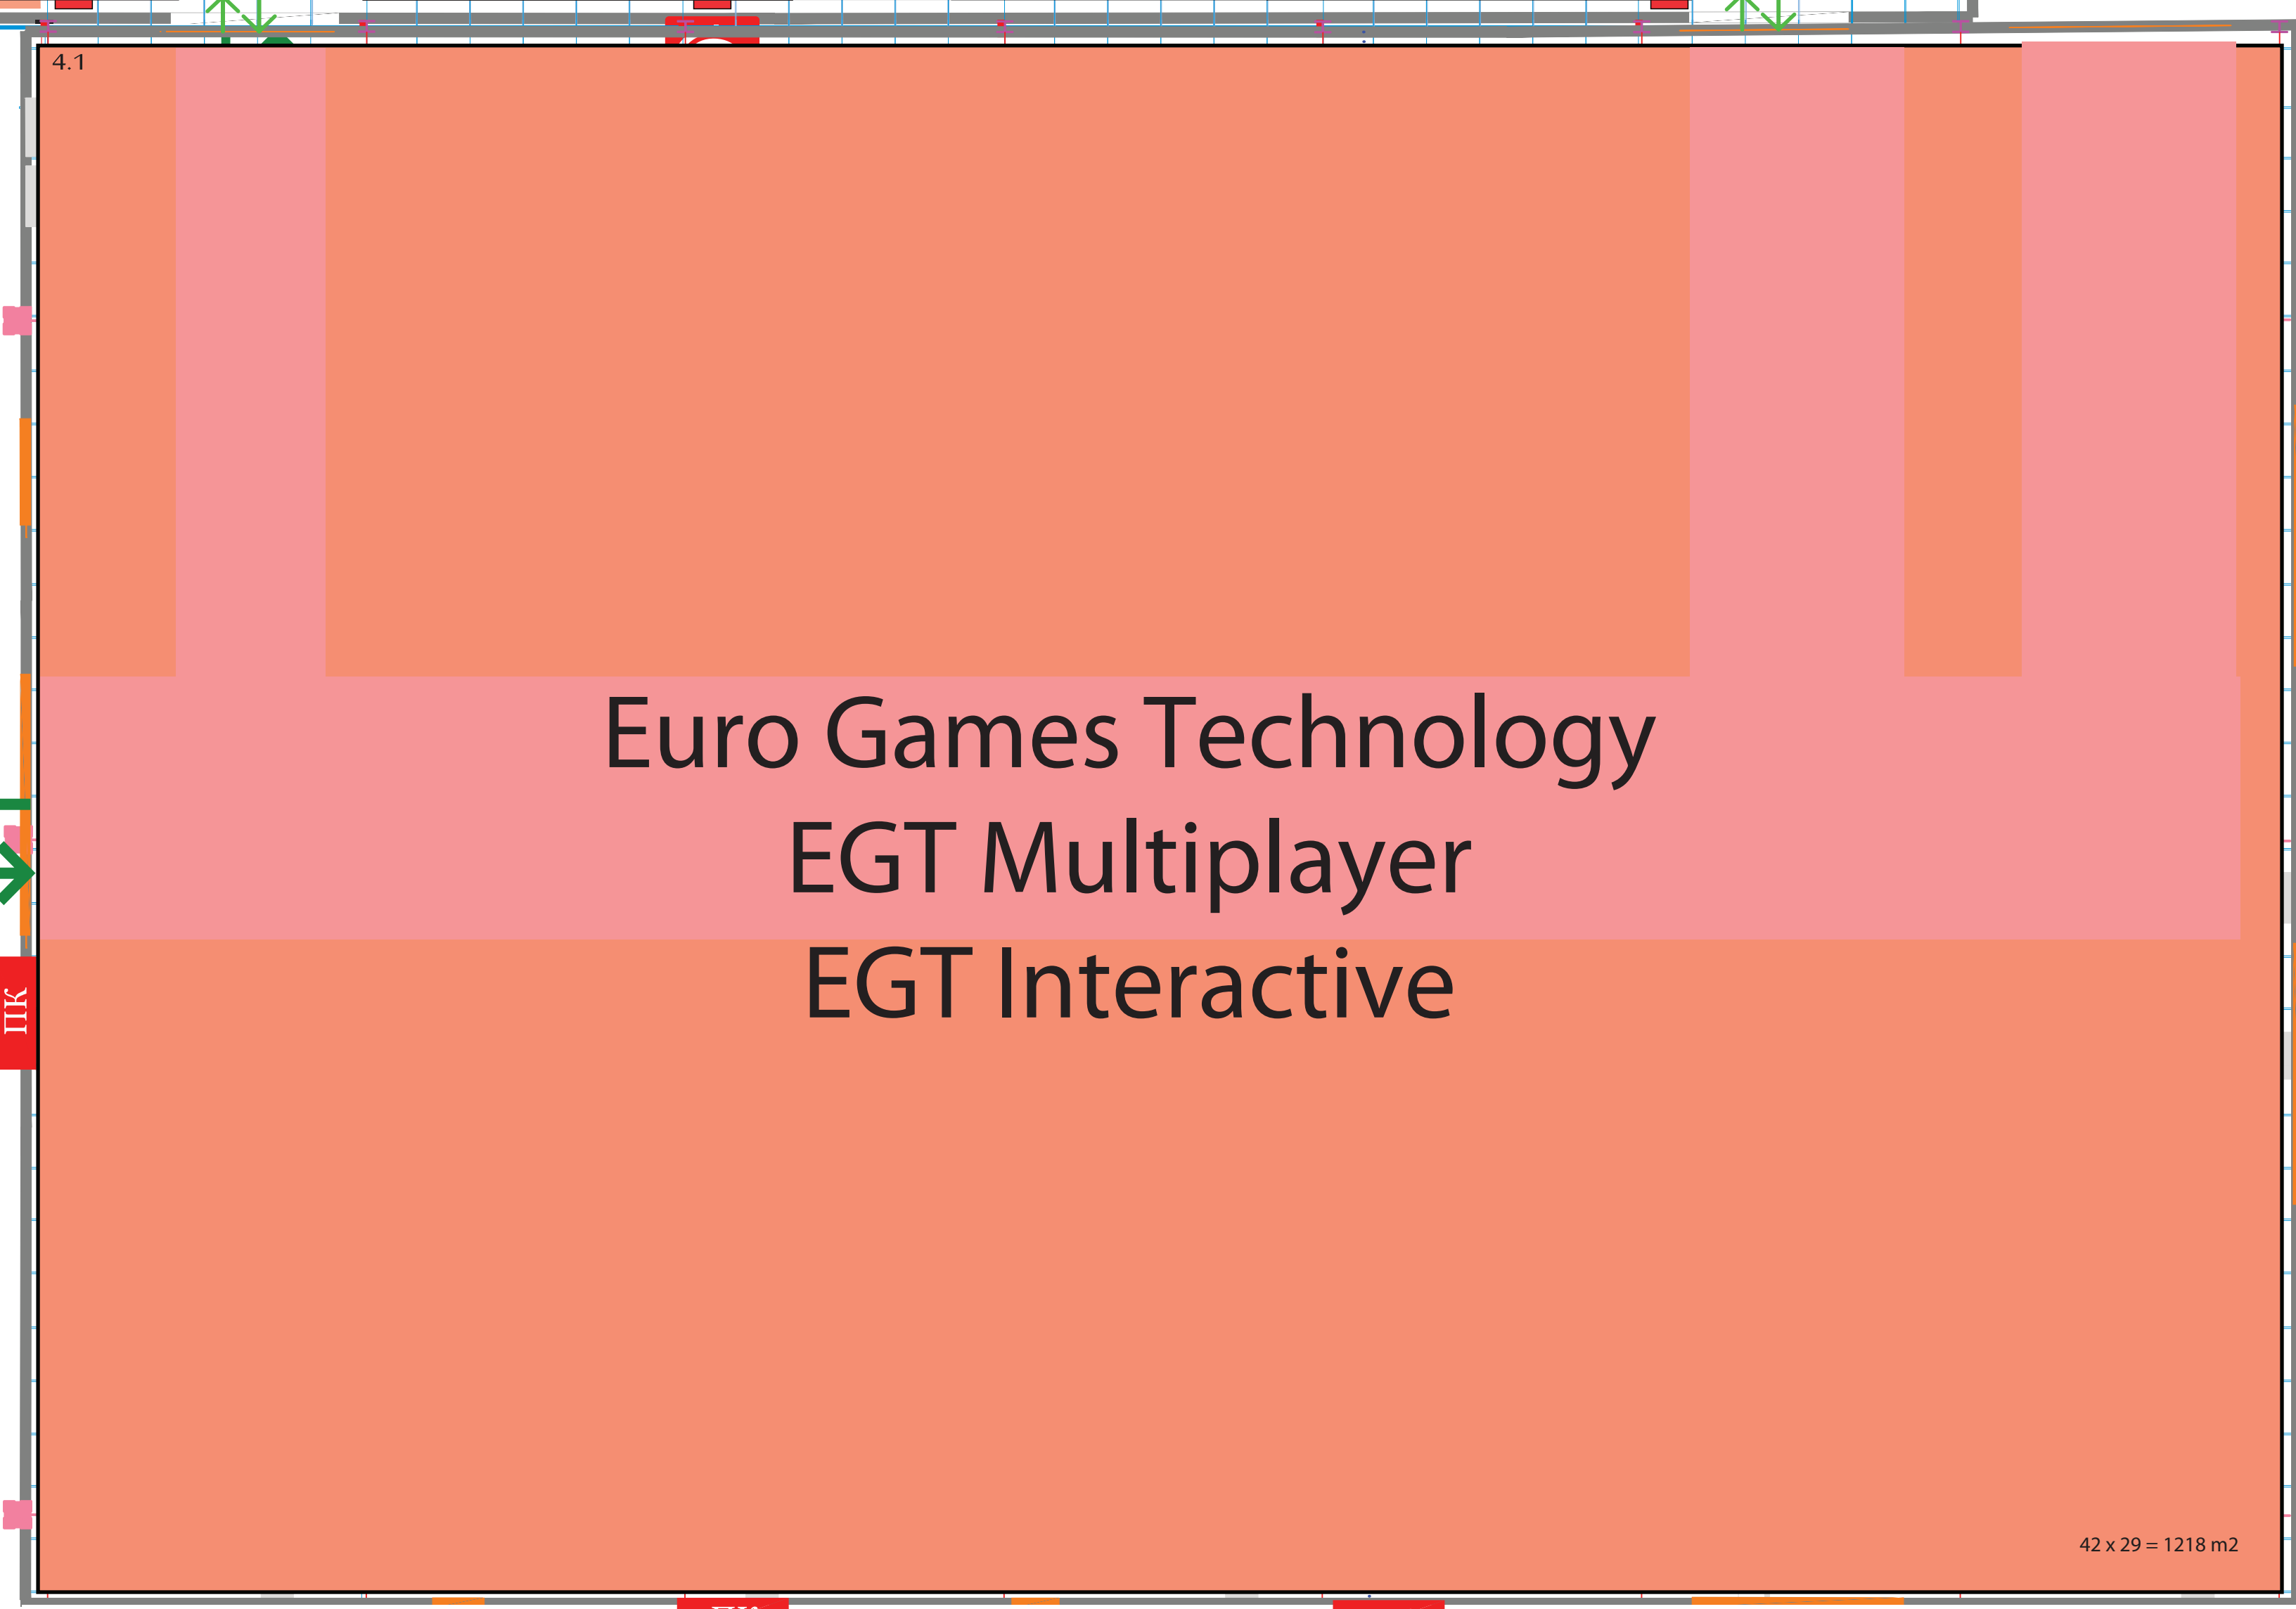 4.1
Euro Games Technology
EGT Multiplayer
EGT Interactive
ПК
42 x 29 = 1218 m2